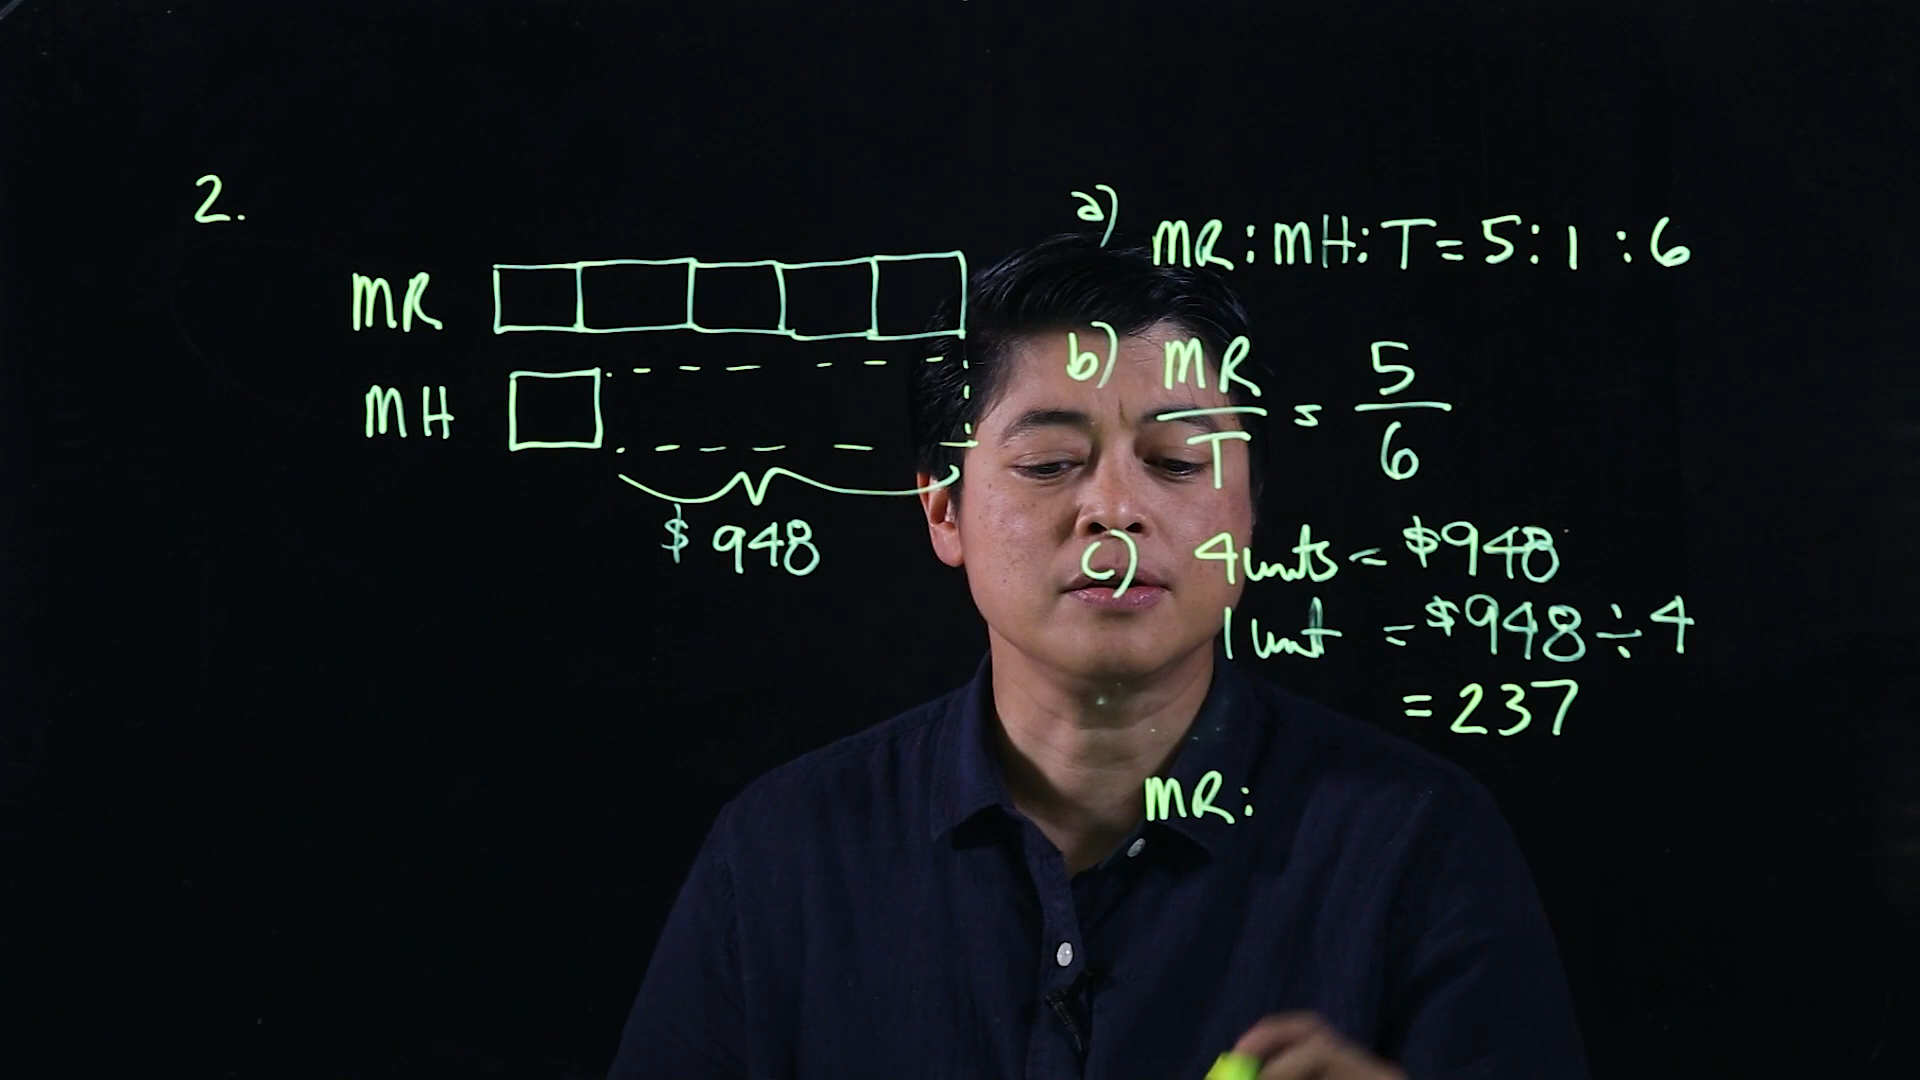 2.
MR
MH
$ 948
a) MR : MH : T = 5 : 1 : 6
b) MR/T = 5/6
c) 4 units = $948
1 unit = $948 ÷ 4
= 237
MR: